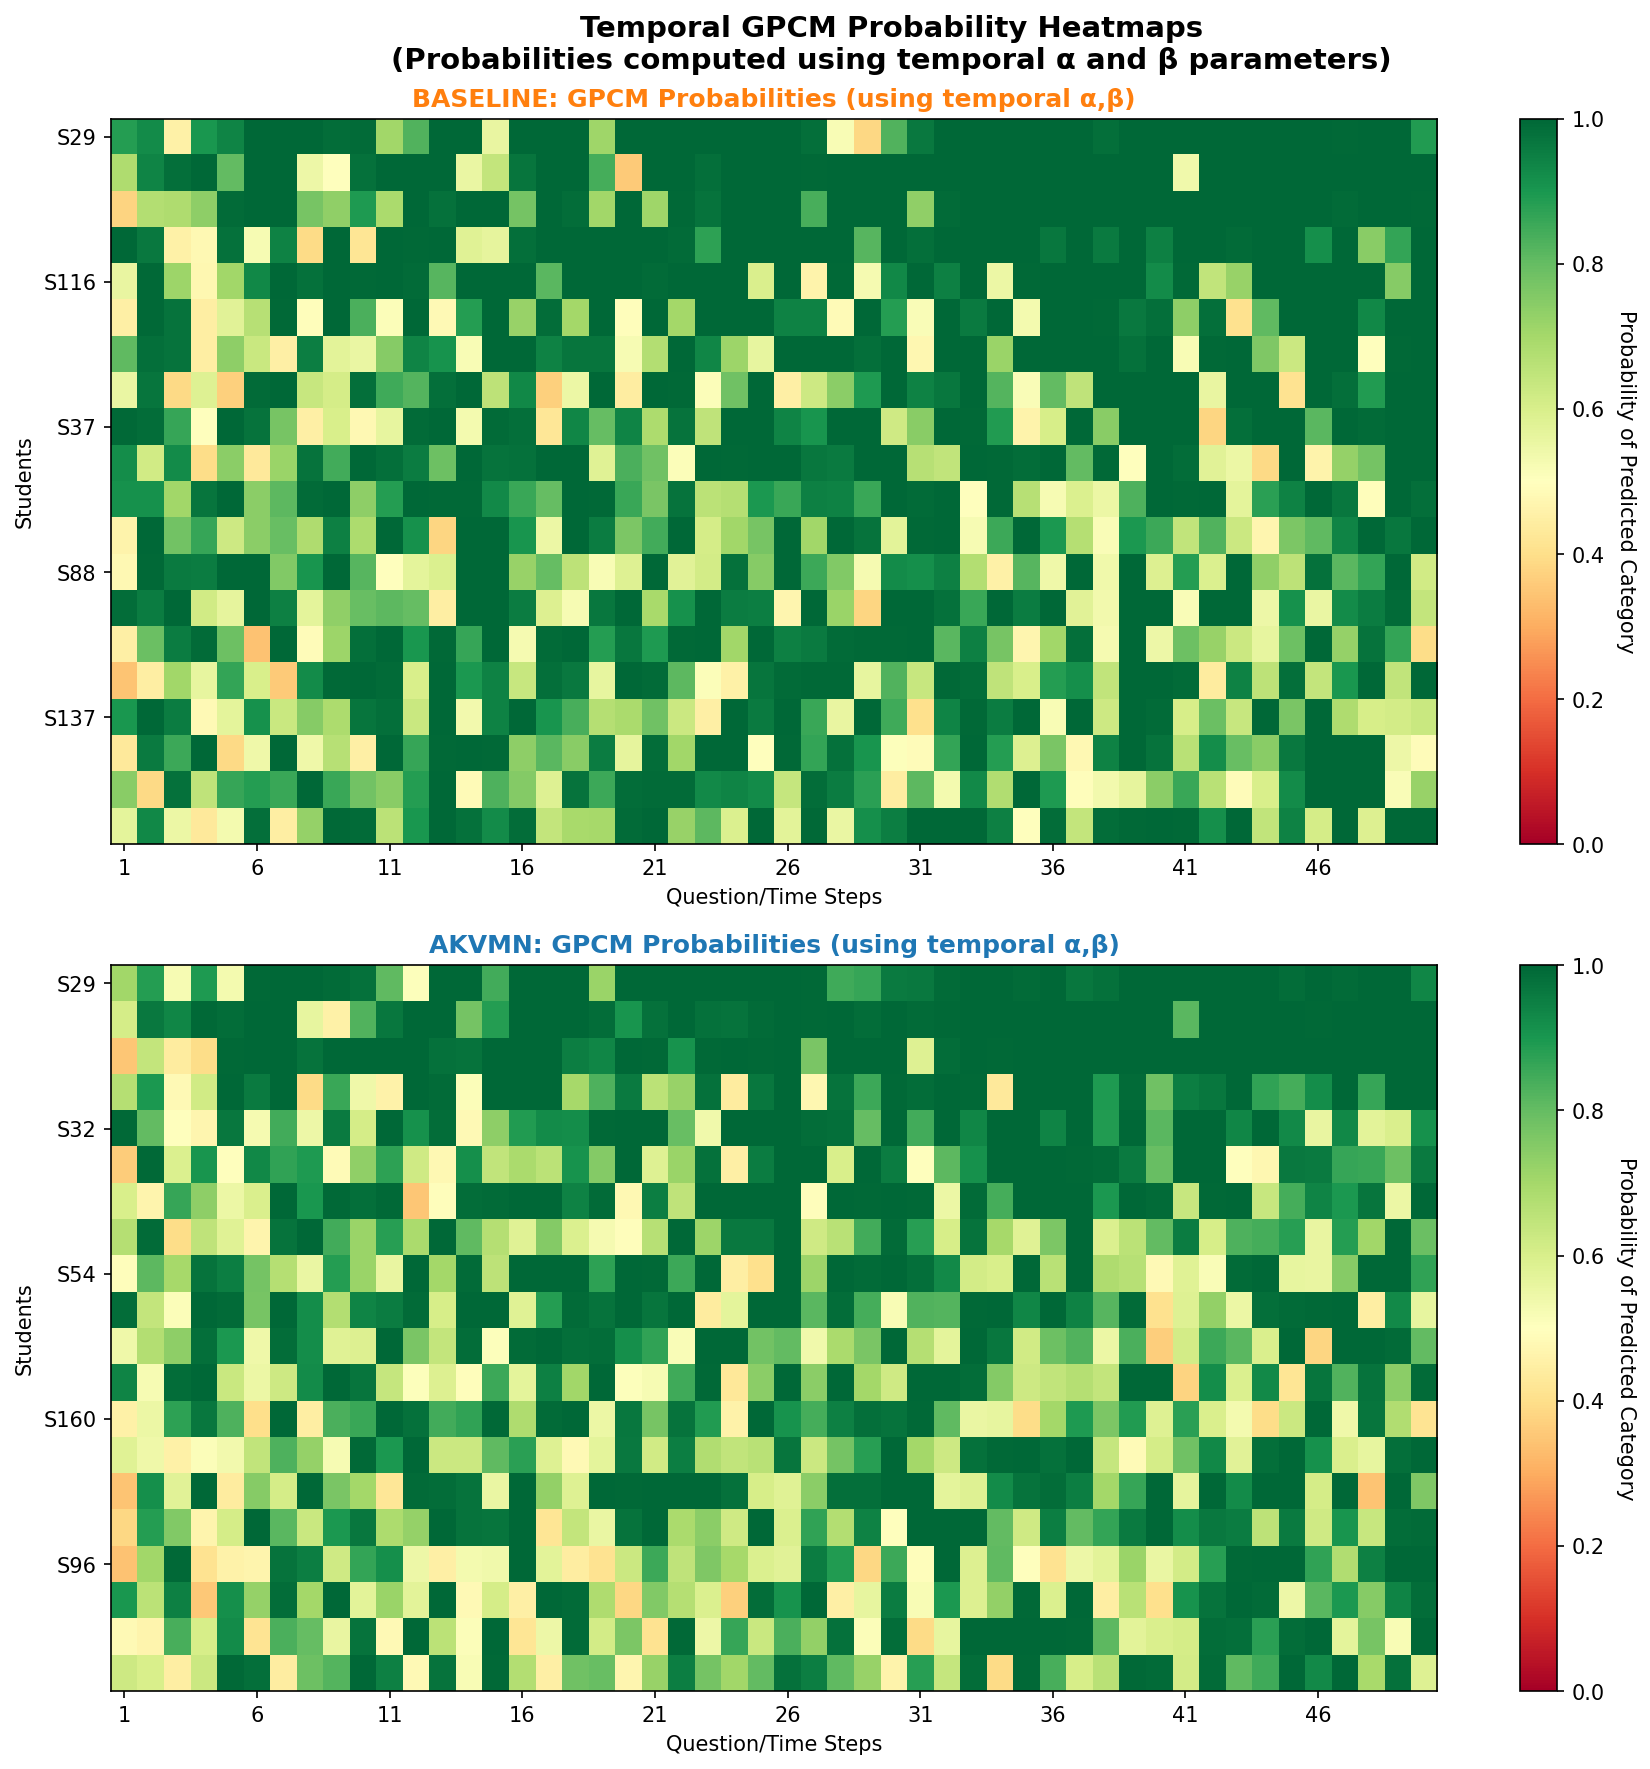 Temporal GPCM Probability Heatmaps
(Probabilities computed using temporal α and β parameters)
BASELINE: GPCM Probabilities (using temporal α,β)
S29
S116
S37
S88
S137
Students
1 6 11 16 21 26 31 36 41 46
Question/Time Steps
1.0
0.8
0.6
0.4
0.2
0.0
Probability of Predicted Category
AKVMN: GPCM Probabilities (using temporal α,β)
S29
S32
S54
S160
S96
Students
1 6 11 16 21 26 31 36 41 46
Question/Time Steps
1.0
0.8
0.6
0.4
0.2
0.0
Probability of Predicted Category